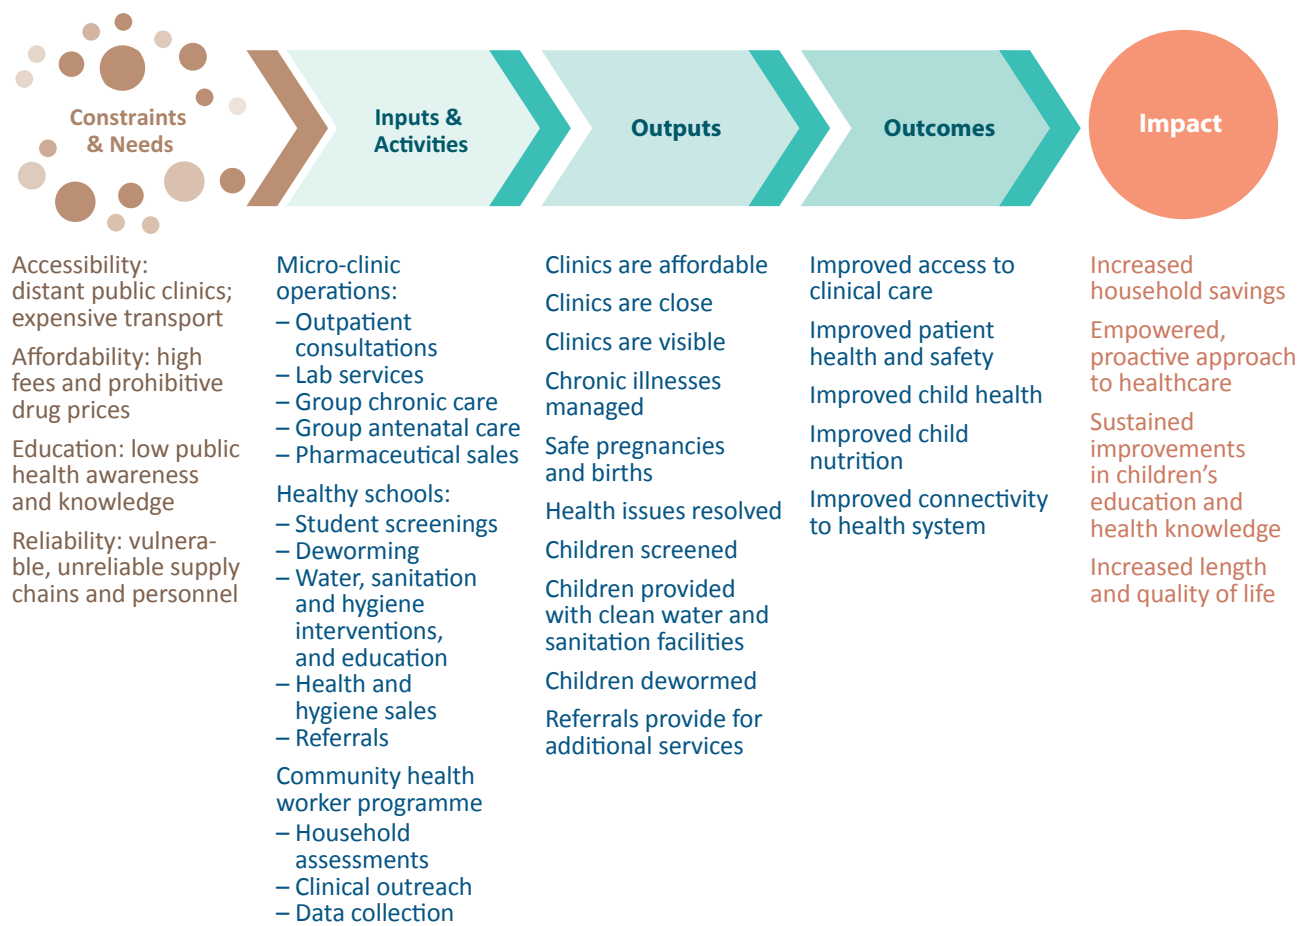 Constraints
& Needs
Inputs &
Activities
Outputs
Outcomes
Impact
Accessibility:
distant public clinics;
expensive transport
Affordability: high
fees and prohibitive
drug prices
Education: low public
health awareness
and knowledge
Reliability: vulnera-
ble, unreliable supply
chains and personnel
Micro-clinic
operations:
– Outpatient
consultations
– Lab services
– Group chronic care
– Group antenatal care
– Pharmaceutical sales
Healthy schools:
– Student screenings
– Deworming
– Water, sanitation
and hygiene
interventions,
and education
– Health and
hygiene sales
– Referrals
Community health
worker programme
– Household
assessments
– Clinical outreach
– Data collection
Clinics are affordable
Clinics are close
Clinics are visible
Chronic illnesses
managed
Safe pregnancies
and births
Health issues resolved
Children screened
Children provided
with clean water and
sanitation facilities
Children dewormed
Referrals provide for
additional services
Improved access to
clinical care
Improved patient
health and safety
Improved child health
Improved child
nutrition
Improved connectivity
to health system
Increased
household savings
Empowered,
proactive approach
to healthcare
Sustained
improvements
in children’s
education and
health knowledge
Increased length
and quality of life